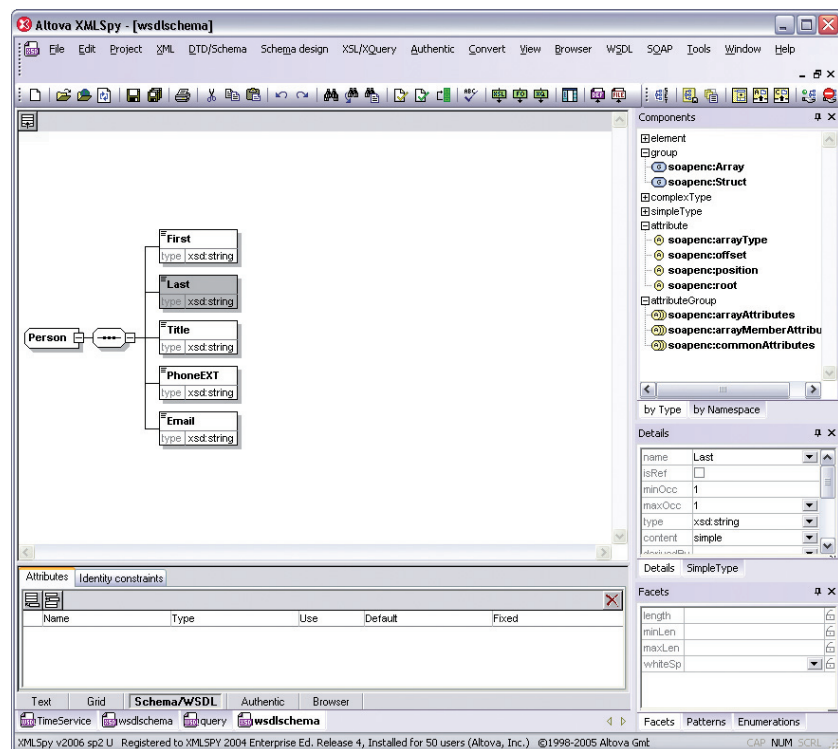 Altova XMLSpy - [wsdlschema]
File Edit Project XML DTD/Schema Schema design XSL/XQuery Authentic Convert View Browser WSDL SOAP Tools Window Help
Components
element
group
soapenc:Array
soapenc:Struct
complexType
simpleType
attribute
soapenc:arrayType
soapenc:offset
soapenc:position
soapenc:root
attributeGroup
soapenc:arrayAttributes
soapenc:arrayMemberAttribu
soapenc:commonAttributes
by Type by Namespace
Person
First
type xsd:string
Last
type xsd:string
Title
type xsd:string
PhoneEXT
type xsd:string
Email
type xsd:string
Details
name Last
isRef
minOcc 1
maxOcc 1
type xsd:string
content simple
Details SimpleType
Attributes Identity constraints
Name Type Use Default Fixed
Facets
length
minLen
maxLen
whiteSp
Facets Patterns Enumerations
Text Grid Schema/WSDL Authentic Browser
TimeService wsdlschema query wsdlschema
XMLSpy v2006 sp2 U Registered to XMLSPY 2004 Enterprise Ed. Release 4, Installed for 50 users (Altova, Inc.) ©1998-2005 Altova Gmb CAP NUM SCRL